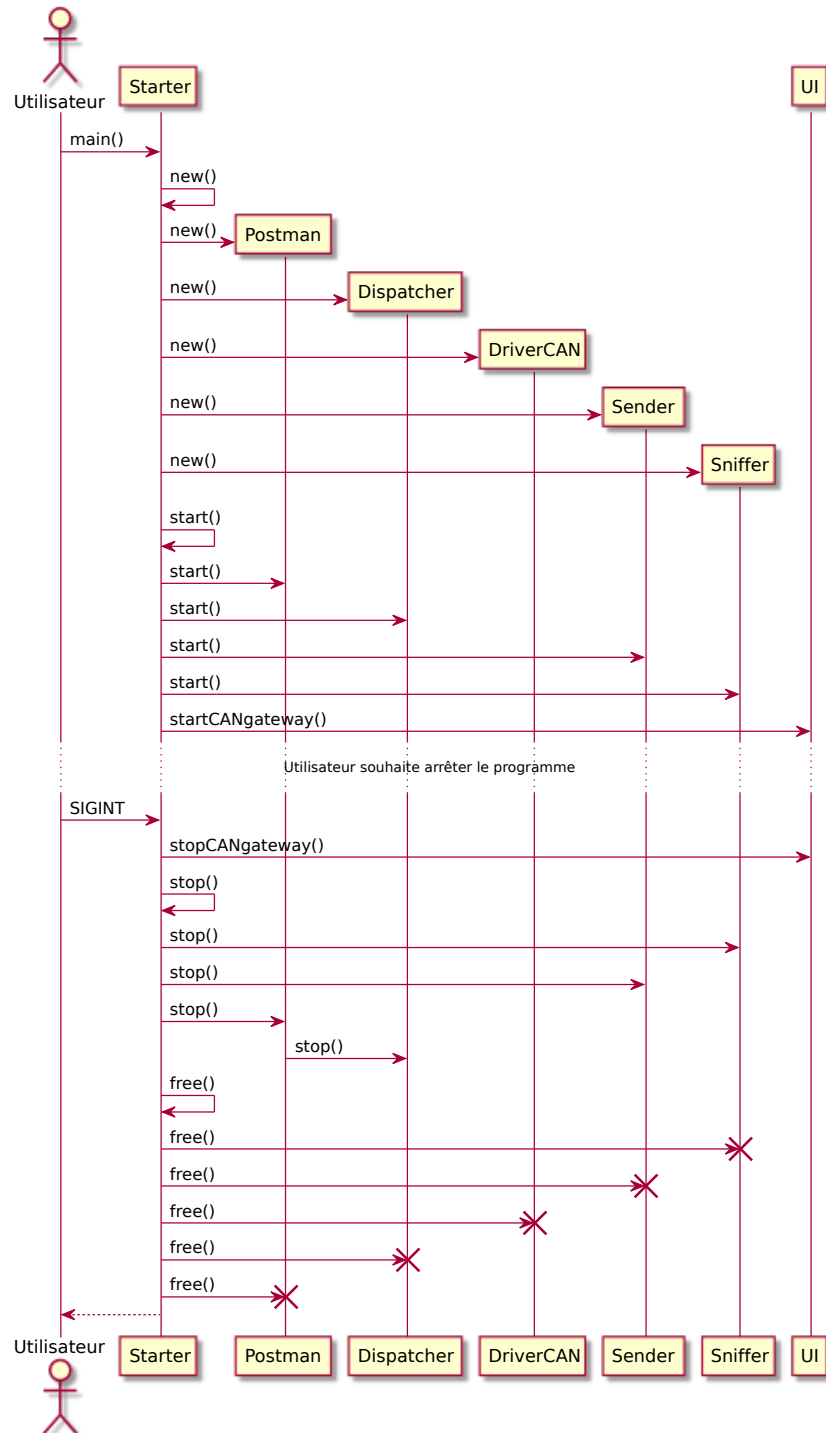 Utilisateur
Starter
UI
main()
new()
new()
Postman
new()
Dispatcher
new()
DriverCAN
new()
Sender
new()
Sniffer
start()
start()
start()
start()
start()
startCANgateway()
Utilisateur souhaite arrêter le programme
SIGINT
stopCANgateway()
stop()
stop()
stop()
stop()
stop()
free()
free()
free()
free()
free()
free()
Utilisateur
Starter
Postman
Dispatcher
DriverCAN
Sender
Sniffer
UI